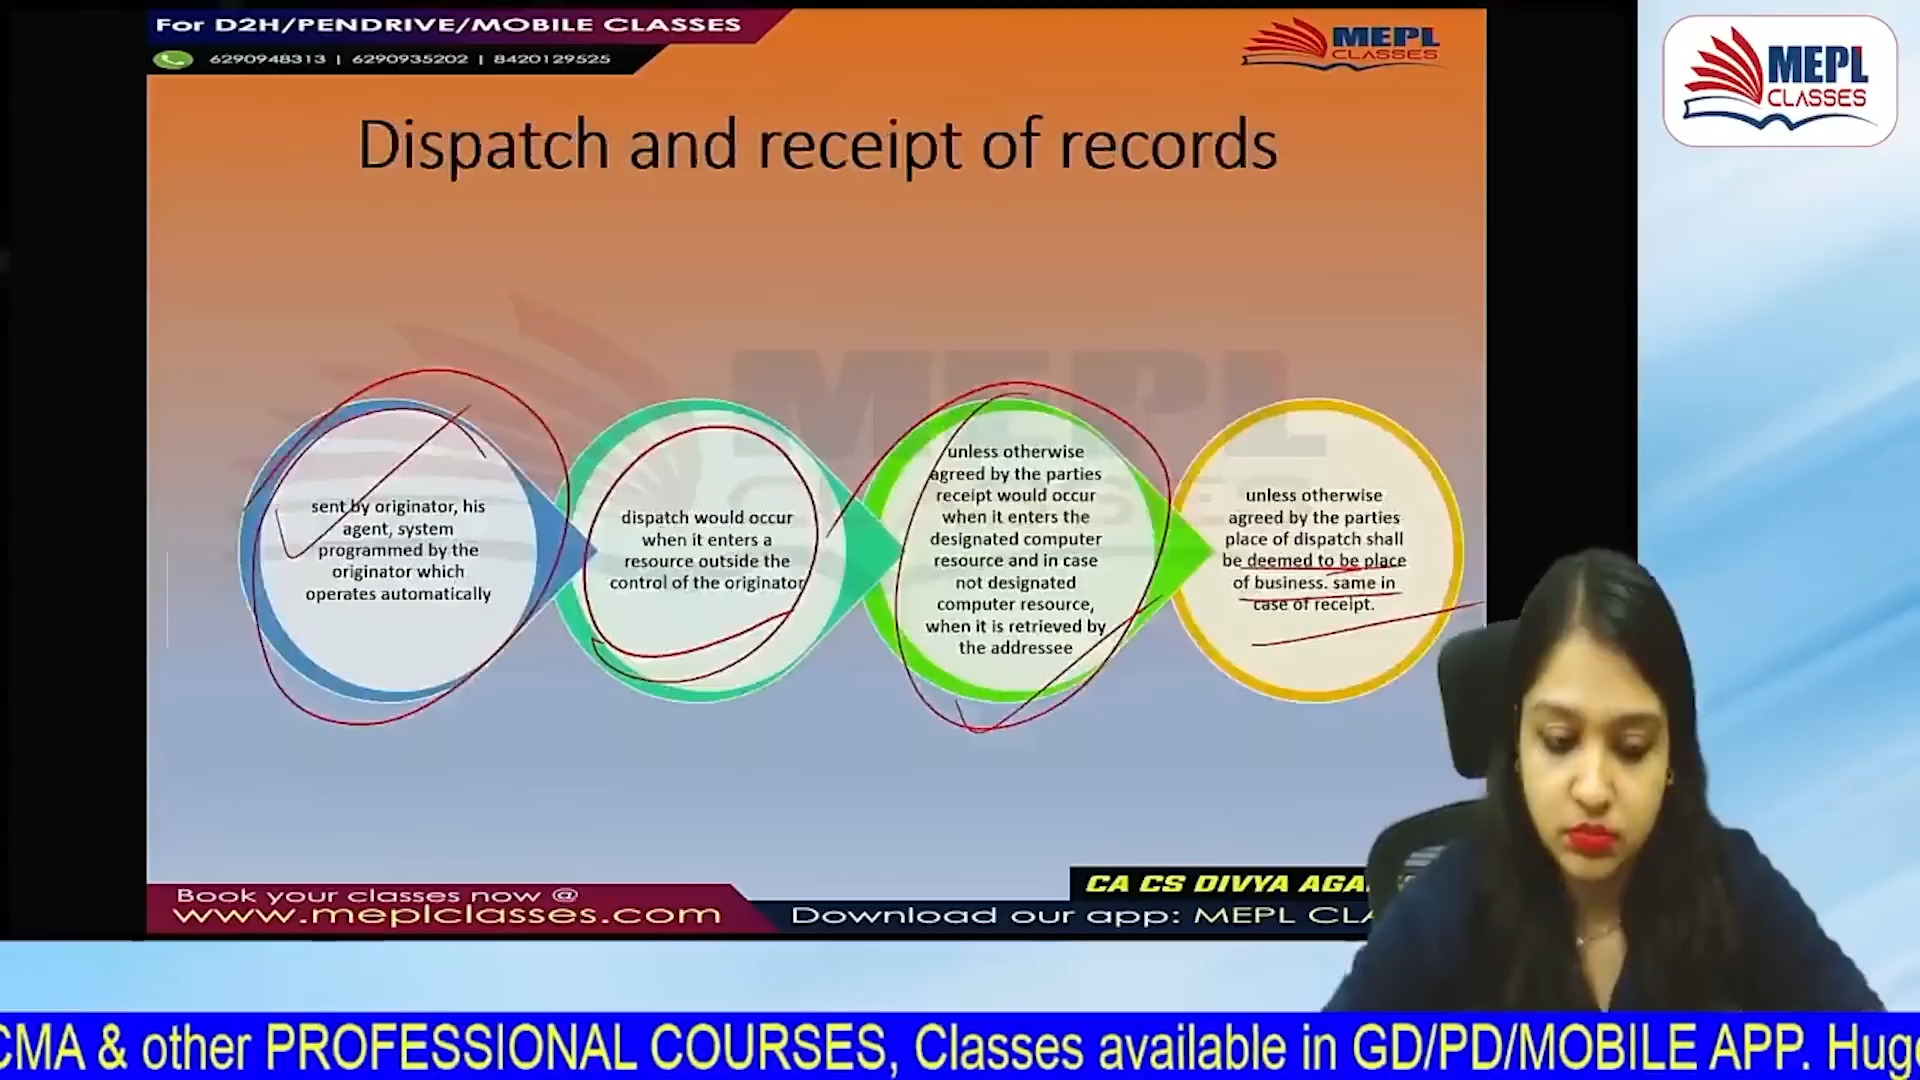 For D2H/PENDRIVE/MOBILE CLASSES
6290948313 | 6290935202 | 8420129525
MEPL
CLASSES
MEPL
CLASSES
Dispatch and receipt of records
MEPL
CLASSES
sent by originator, his
agent, system
programmed by the
originator which
operates automatically
dispatch would occur
when it enters a
resource outside the
control of the originator
unless otherwise
agreed by the parties
receipt would occur
when it enters the
designated computer
resource and in case
not designated
computer resource,
when it is retrieved by
the addressee
unless otherwise
agreed by the parties
place of dispatch shall
be deemed to be place
of business. same in
case of receipt.
Book your classes now @
www.meplclasses.com
CA CS DIVYA AGA
Download our app: MEPL CLA
CMA & other PROFESSIONAL COURSES, Classes available in GD/PD/MOBILE APP. Huge